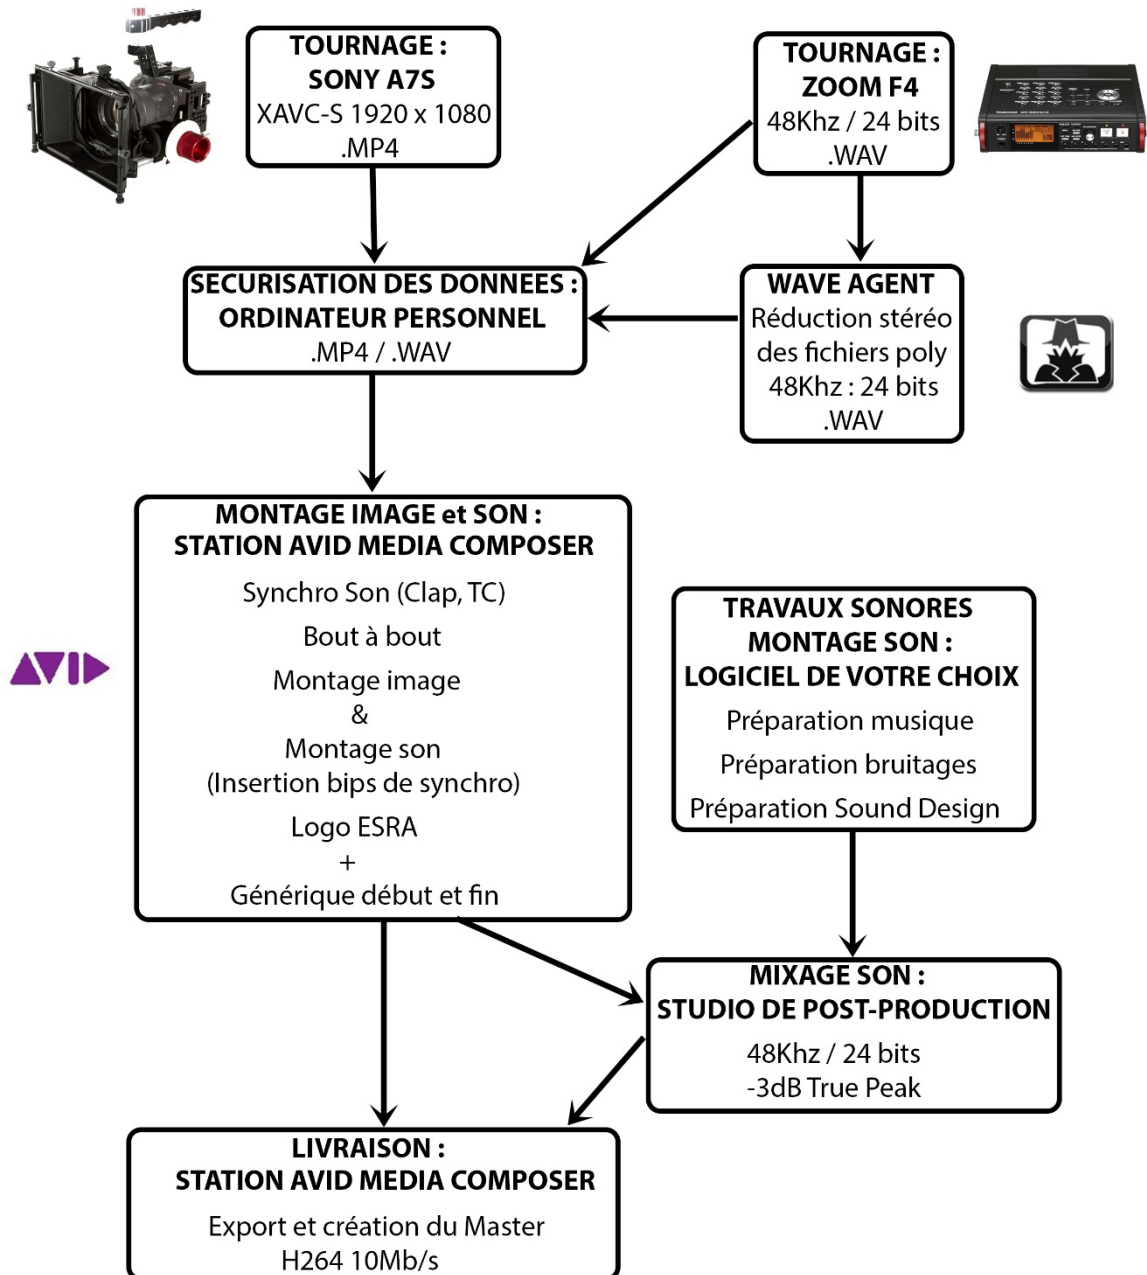 TOURNAGE :
SONY A7S
XAVC-S 1920 x 1080
.MP4
TOURNAGE :
ZOOM F4
48Khz / 24 bits
.WAV
SECURISATION DES DONNEES :
ORDINATEUR PERSONNEL
.MP4 / .WAV
WAVE AGENT
Réduction stéréo
des fichiers poly
48Khz : 24 bits
.WAV
MONTAGE IMAGE et SON :
STATION AVID MEDIA COMPOSER
Synchro Son (Clap, TC)
Bout à bout
Montage image
&
Montage son
(Insertion bips de synchro)
Logo ESRA
+
Générique début et fin
AVID
TRAVAUX SONORES
MONTAGE SON :
LOGICIEL DE VOTRE CHOIX
Préparation musique
Préparation bruitages
Préparation Sound Design
MIXAGE SON :
STUDIO DE POST-PRODUCTION
48Khz / 24 bits
-3dB True Peak
LIVRAISON :
STATION AVID MEDIA COMPOSER
Export et création du Master
H264 10Mb/s